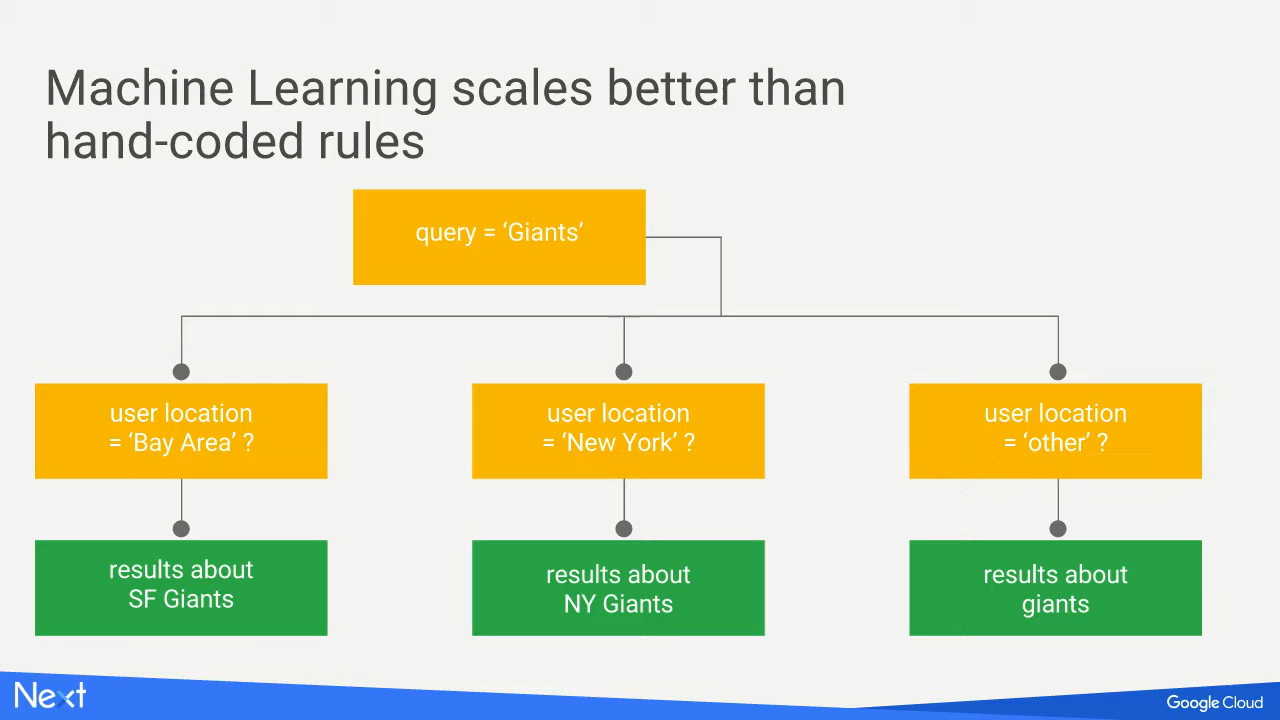 Machine Learning scales better than
hand-coded rules
query = ‘Giants’
user location
= ‘Bay Area’ ?
user location
= ‘New York’ ?
user location
= ‘other’ ?
results about
SF Giants
results about
NY Giants
results about
giants
Next
Google Cloud